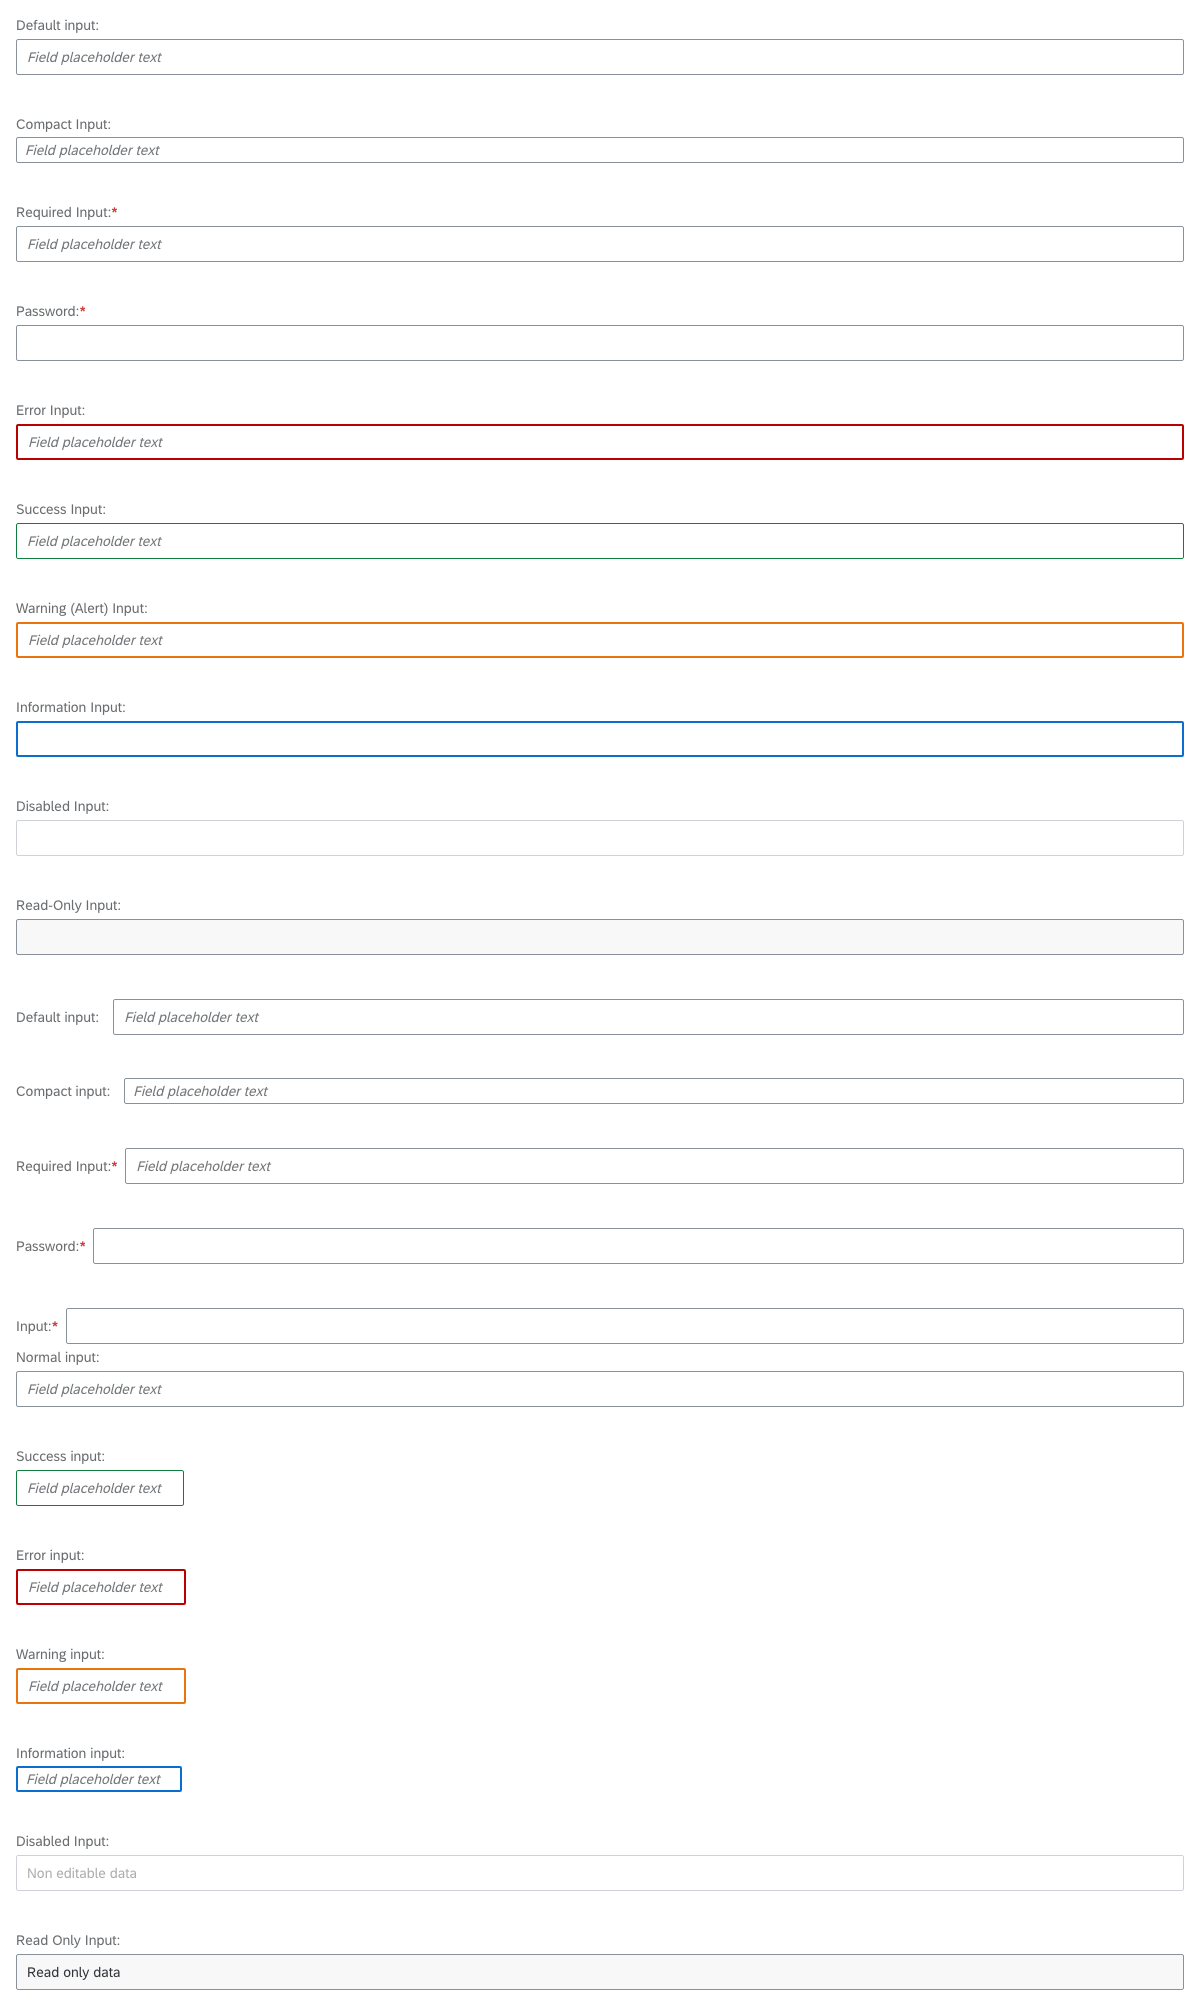 Default input:
Field placeholder text
Compact Input:
Field placeholder text
Required Input:*
Field placeholder text
Password:*
Error Input:
Field placeholder text
Success Input:
Field placeholder text
Warning (Alert) Input:
Field placeholder text
Information Input:
Disabled Input:
Read-Only Input:
Default input: Field placeholder text
Compact input: Field placeholder text
Required Input:* Field placeholder text
Password:*
Input:*
Normal input:
Field placeholder text
Success input:
Field placeholder text
Error input:
Field placeholder text
Warning input:
Field placeholder text
Information input:
Field placeholder text
Disabled Input:
Non editable data
Read Only Input:
Read only data